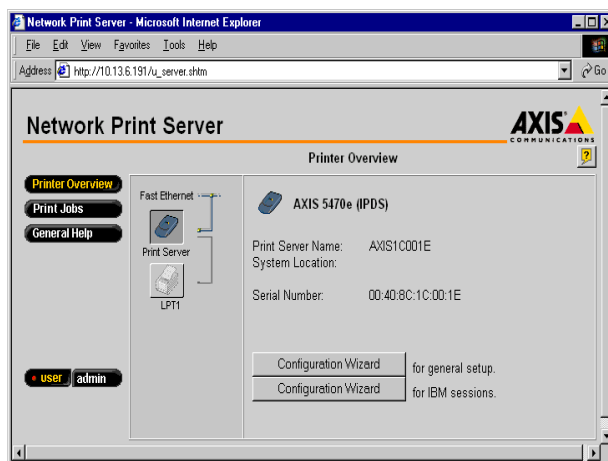 Network Print Server - Microsoft Internet Explorer
File Edit View Favorites Tools Help
Address http://10.13.6.191/u_server.shtm Go
Network Print Server
AXIS
COMMUNICATIONS
Printer Overview
?
Printer Overview
Print Jobs
General Help
Fast Ethernet
Print Server
LPT1
AXIS 5470e (IPDS)
Print Server Name: AXIS1C001E
System Location:
Serial Number: 00:40:8C:1C:00:1E
Configuration Wizard for general setup.
Configuration Wizard for IBM sessions.
user admin